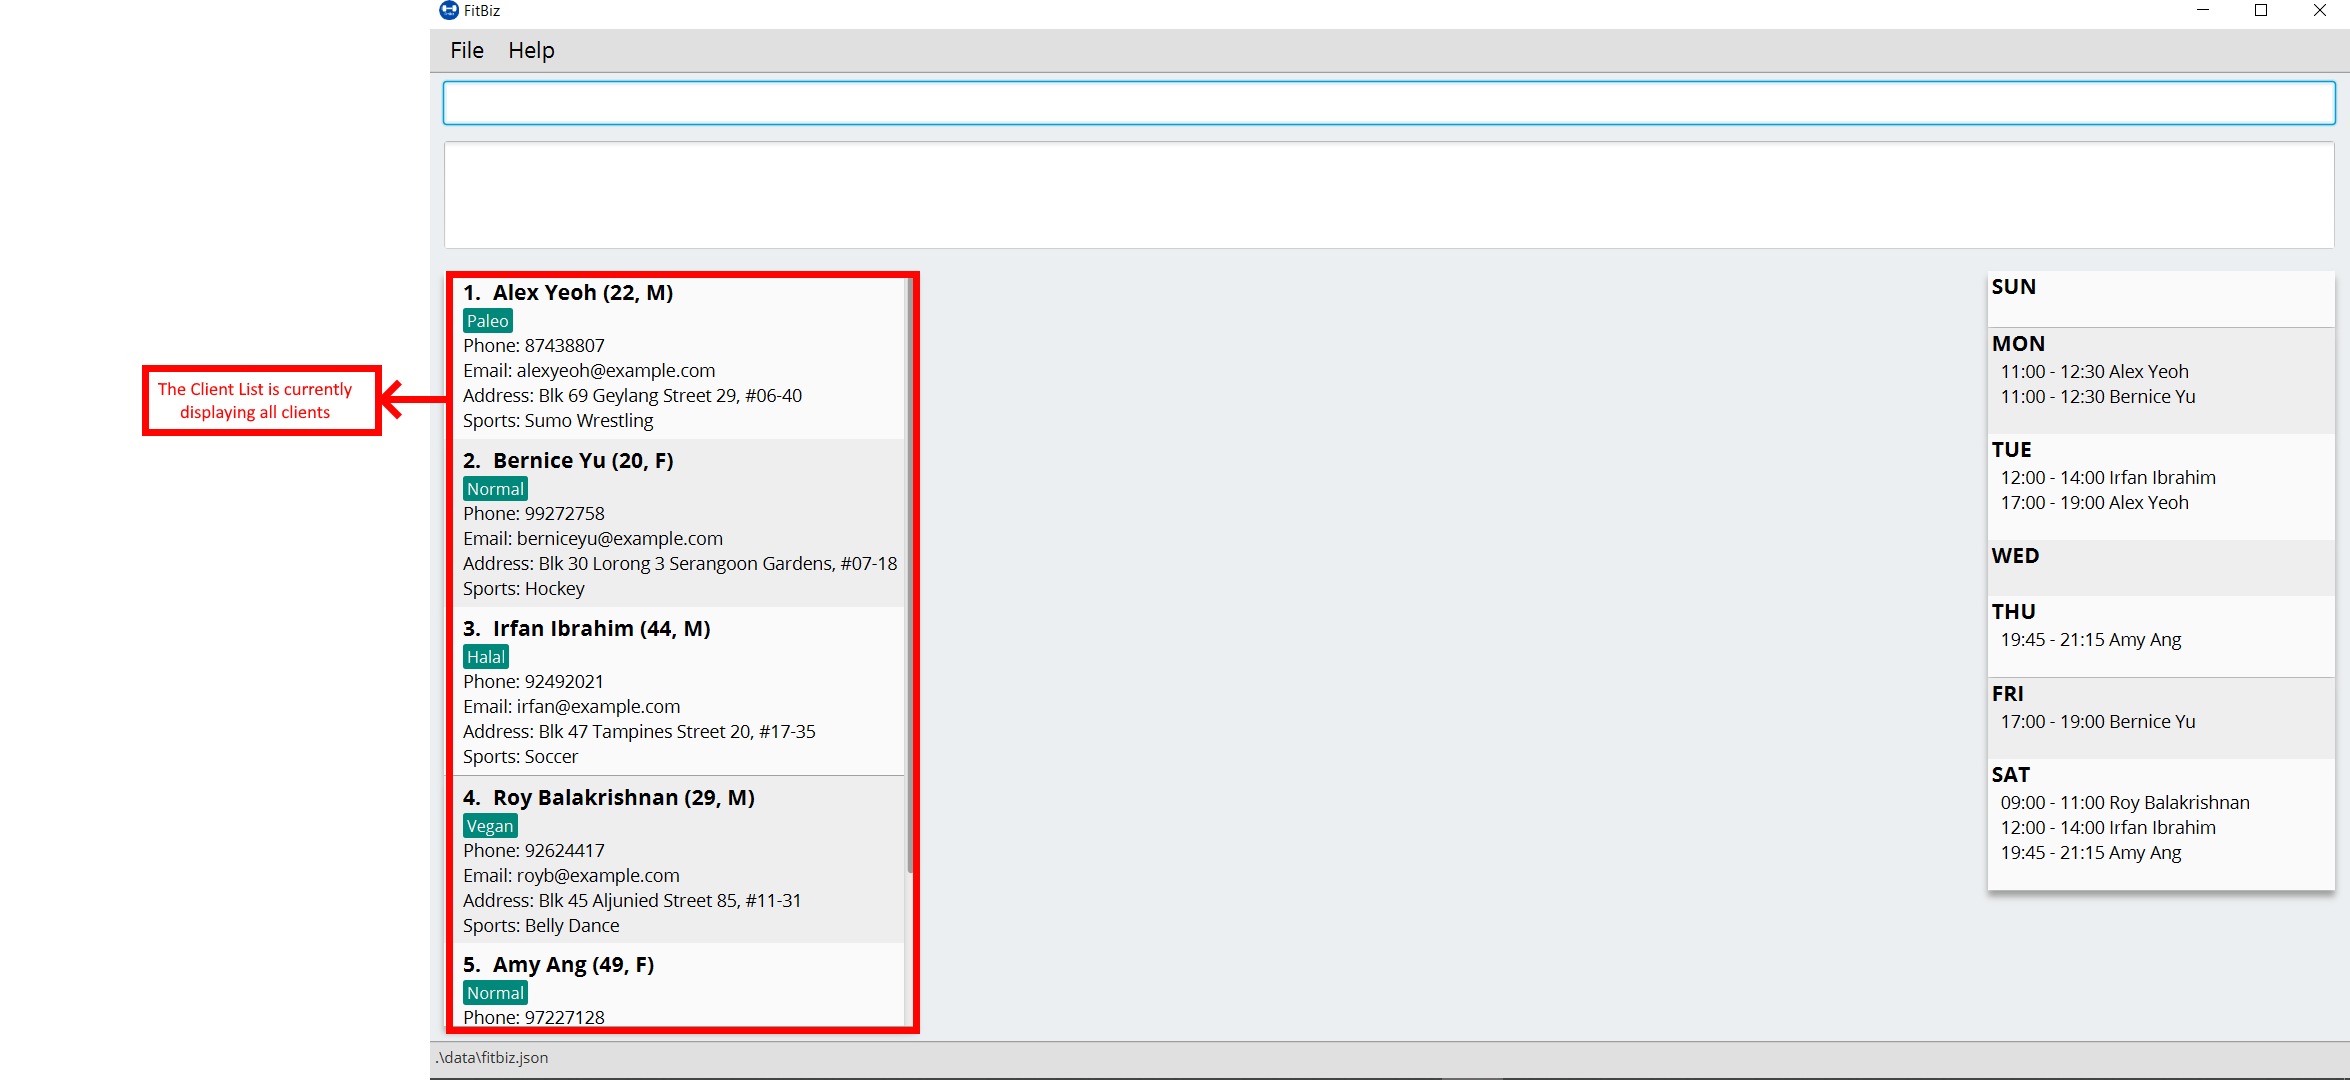 FitBiz
File Help
The Client List is currently
displaying all clients
1. Alex Yeoh (22, M)
Paleo
Phone: 87438807
Email: alexyeoh@example.com
Address: Blk 69 Geylang Street 29, #06-40
Sports: Sumo Wrestling
2. Bernice Yu (20, F)
Normal
Phone: 99272758
Email: berniceyu@example.com
Address: Blk 30 Lorong 3 Serangoon Gardens, #07-18
Sports: Hockey
3. Irfan Ibrahim (44, M)
Halal
Phone: 92492021
Email: irfan@example.com
Address: Blk 47 Tampines Street 20, #17-35
Sports: Soccer
4. Roy Balakrishnan (29, M)
Vegan
Phone: 92624417
Email: royb@example.com
Address: Blk 45 Aljunied Street 85, #11-31
Sports: Belly Dance
5. Amy Ang (49, F)
Normal
Phone: 97227128
SUN
MON
11:00 - 12:30 Alex Yeoh
11:00 - 12:30 Bernice Yu
TUE
12:00 - 14:00 Irfan Ibrahim
17:00 - 19:00 Alex Yeoh
WED
THU
19:45 - 21:15 Amy Ang
FRI
17:00 - 19:00 Bernice Yu
SAT
09:00 - 11:00 Roy Balakrishnan
12:00 - 14:00 Irfan Ibrahim
19:45 - 21:15 Amy Ang
.\data\fitbiz.json